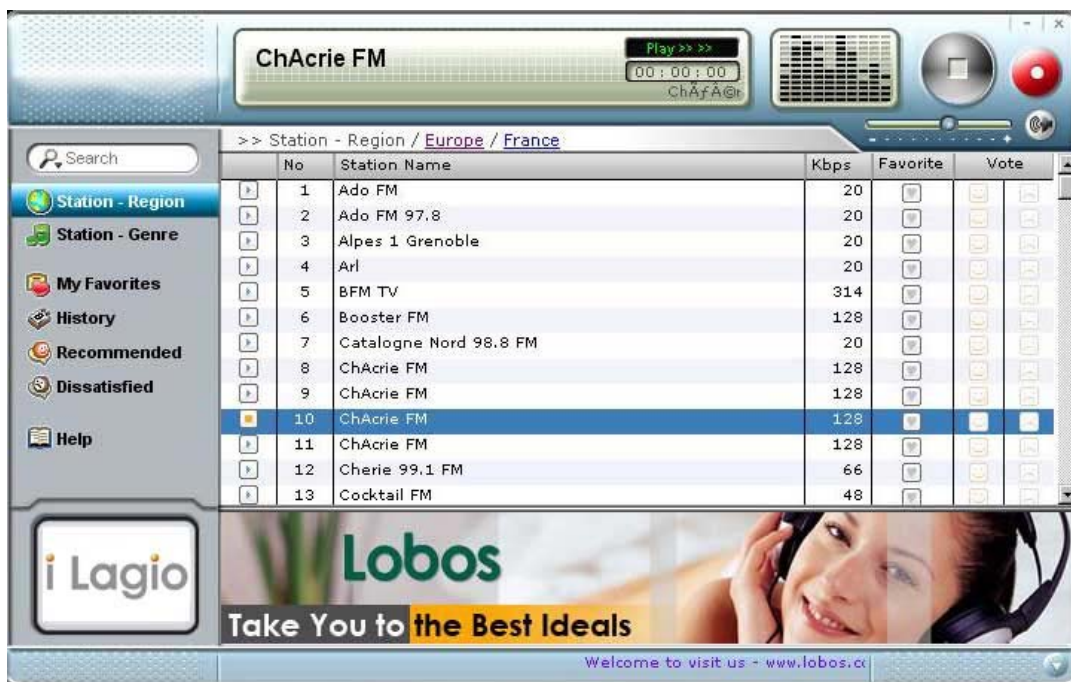 ChAcrie FM
Play >> >>
00 : 00 : 00
ChÃƒÂ©r
>> Station - Region / Europe / France
Search
Station - Region
Station - Genre
My Favorites
History
Recommended
Dissatisfied
Help
No Station Name Kbps Favorite Vote
1 Ado FM 20
2 Ado FM 97.8 20
3 Alpes 1 Grenoble 20
4 Arl 20
5 BFM TV 314
6 Booster FM 128
7 Catalogne Nord 98.8 FM 20
8 ChAcrie FM 128
9 ChAcrie FM 128
10 ChAcrie FM 128
11 ChAcrie FM 128
12 Cherie 99.1 FM 66
13 Cocktail FM 48
i Lagio
Lobos
Take You to the Best Ideals
Welcome to visit us - www.lobos.cc